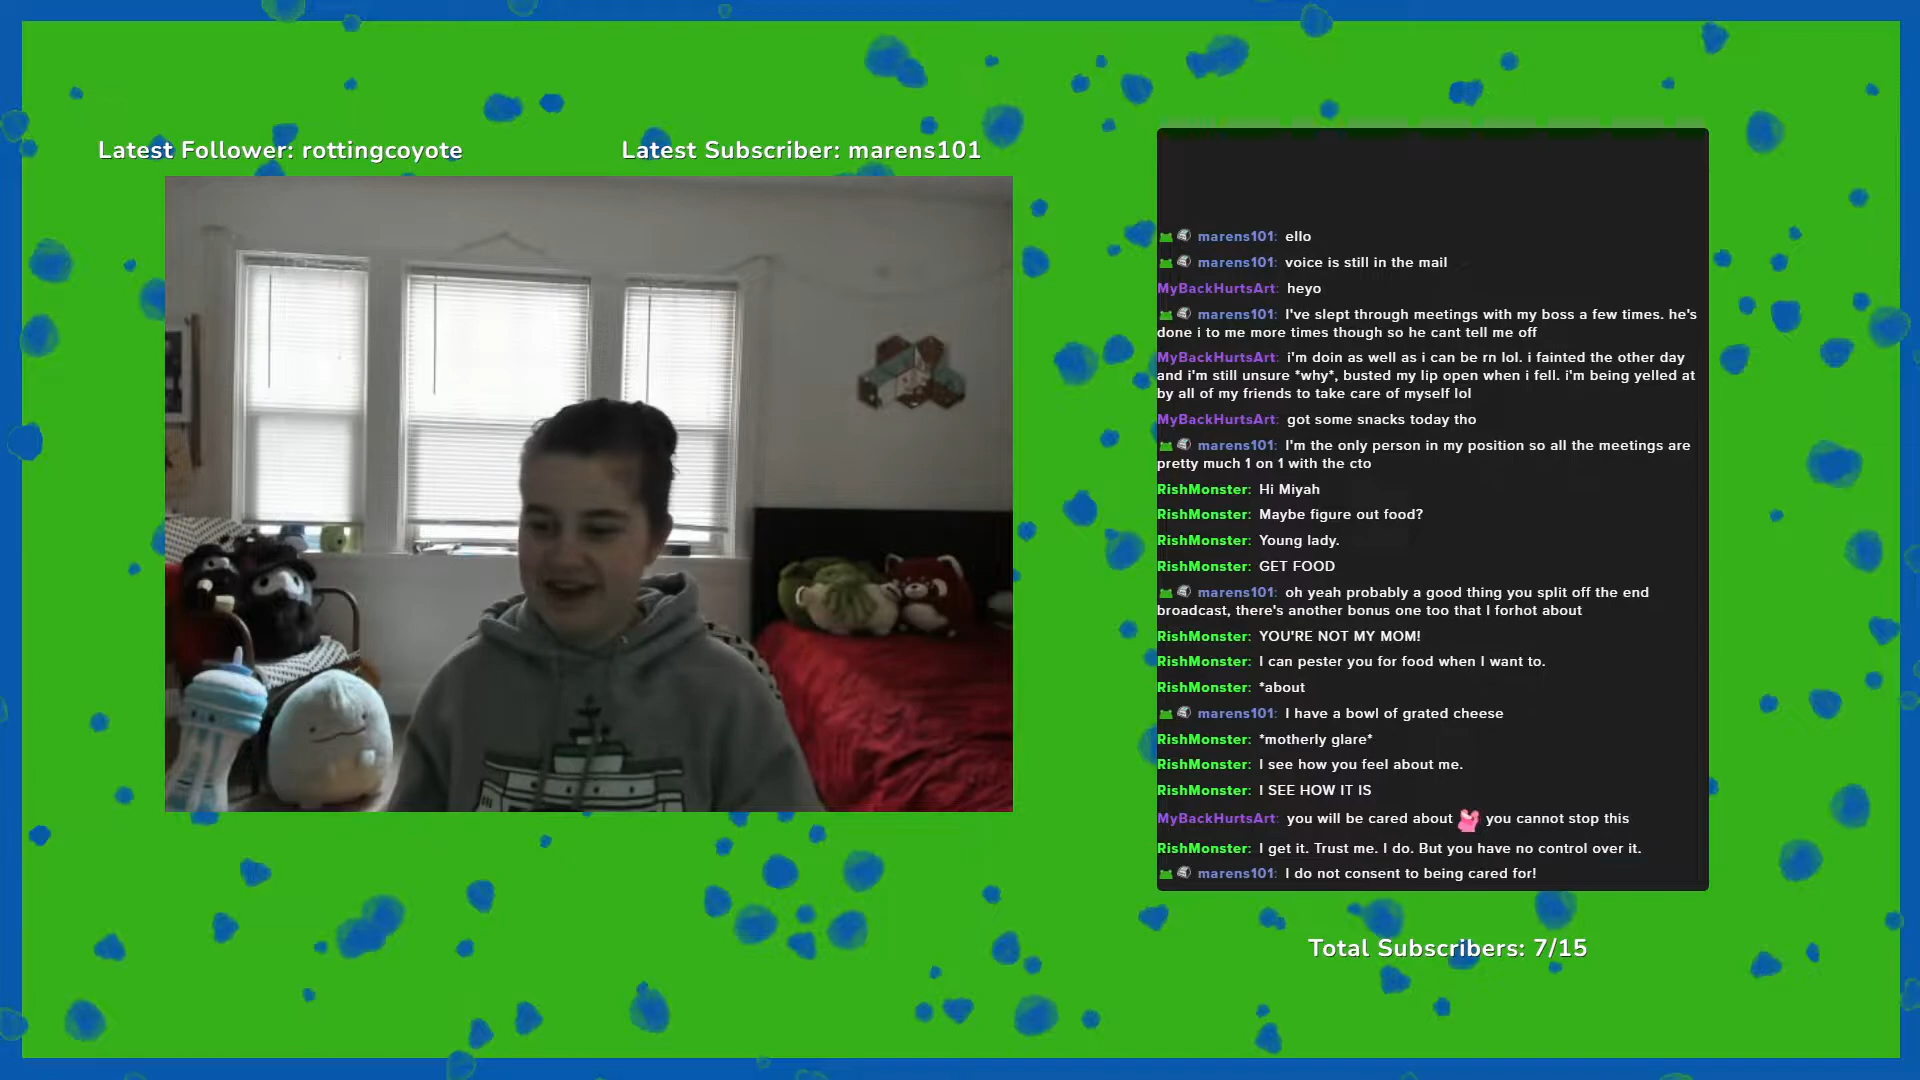 Latest Follower: rottingcoyote
Latest Subscriber: marens101
marens101: ello
marens101: voice is still in the mail
MyBackHurtsArt: heyo
marens101: I've slept through meetings with my boss a few times. he's
done i to me more times though so he cant tell me off
MyBackHurtsArt: i'm doin as well as i can be rn lol. i fainted the other day
and i'm still unsure *why*, busted my lip open when i fell. i'm being yelled at
by all of my friends to take care of myself lol
MyBackHurtsArt: got some snacks today tho
marens101: I'm the only person in my position so all the meetings are
pretty much 1 on 1 with the cto
RishMonster: Hi Miyah
RishMonster: Maybe figure out food?
RishMonster: Young lady.
RishMonster: GET FOOD
marens101: oh yeah probably a good thing you split off the end
broadcast, there's another bonus one too that I forhot about
RishMonster: YOU'RE NOT MY MOM!
RishMonster: I can pester you for food when I want to.
RishMonster: *about
marens101: I have a bowl of grated cheese
RishMonster: *motherly glare*
RishMonster: I see how you feel about me.
RishMonster: I SEE HOW IT IS
MyBackHurtsArt: you will be cared about you cannot stop this
RishMonster: I get it. Trust me. I do. But you have no control over it.
marens101: I do not consent to being cared for!
Total Subscribers: 7/15